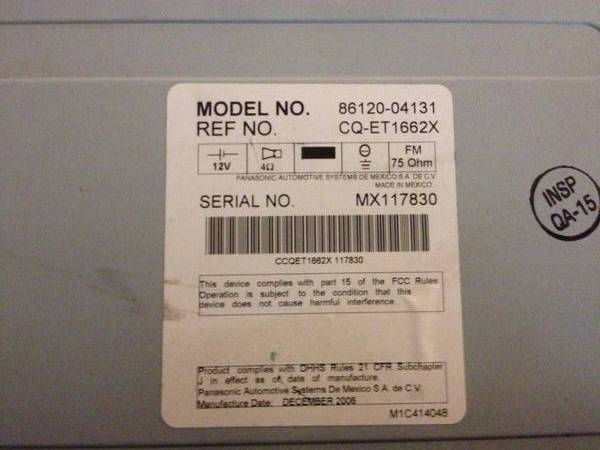 MODEL NO. 86120-04131
REF NO. CQ-ET1662X
12V 4Ω FM 75 Ohm
PANASONIC AUTOMOTIVE SYSTEMS DE MEXICO S.A. DE C.V.
MADE IN MEXICO
SERIAL NO. MX117830
CCQET1662X 117830
This device complies with part 15 of the FCC Rules
Operation is subject to the condition that this
device does not cause harmful interference.
Product complies with DHHS Rules 21 CFR Subchapter
J in effect as of date of manufacture.
Panasonic Automotive Systems De Mexico S.A. de C.V.
Manufacture Date: DECEMBER 2006
M1C414048
INSP
QA-15